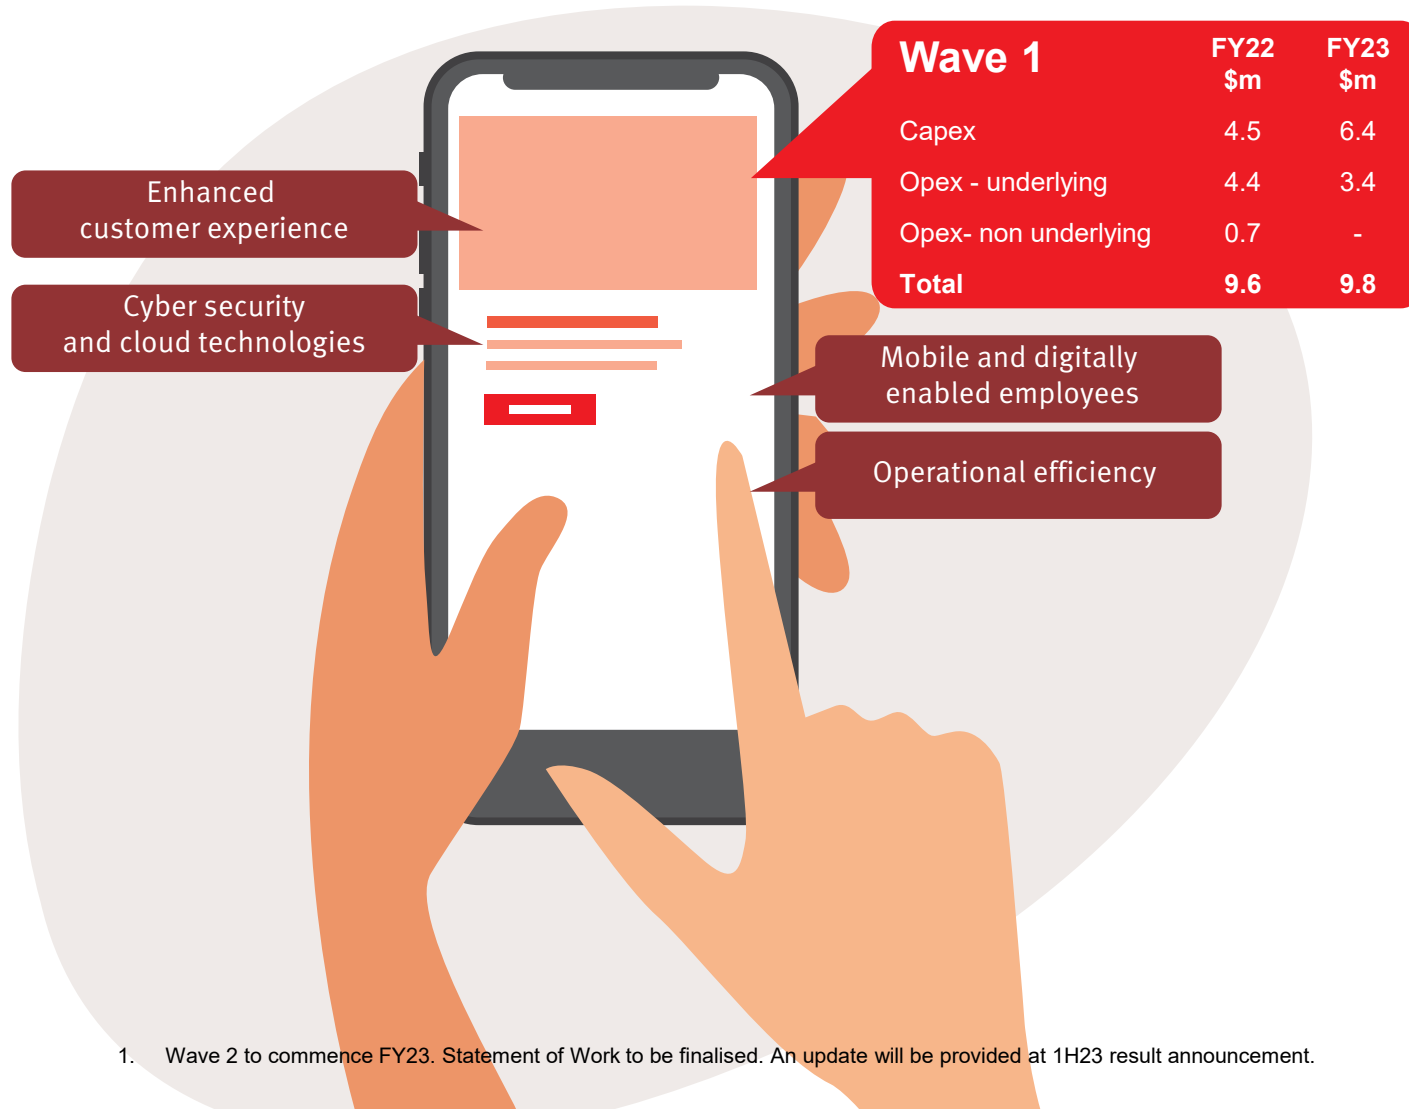 Wave 1 FY22 FY23
$m $m
Capex 4.5 6.4
Opex - underlying 4.4 3.4
Opex- non underlying 0.7 -
Total 9.6 9.8
Enhanced
customer experience
Cyber security
and cloud technologies
Mobile and digitally
enabled employees
Operational efficiency
1. Wave 2 to commence FY23. Statement of Work to be finalised. An update will be provided at 1H23 result announcement.